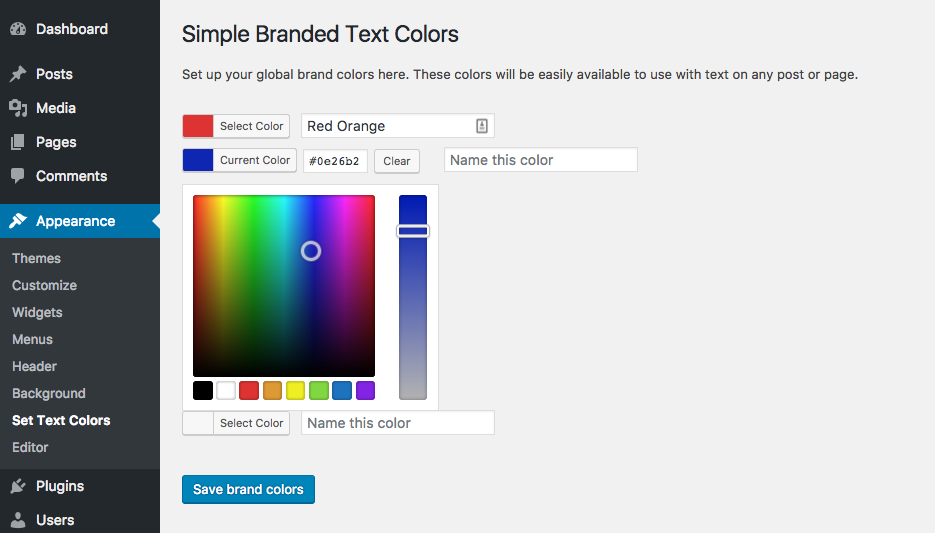 Dashboard
Posts
Media
Pages
Comments
Appearance
Themes
Customize
Widgets
Menus
Header
Background
Set Text Colors
Editor
Plugins
Users
Simple Branded Text Colors
Set up your global brand colors here. These colors will be easily available to use with text on any post or page.
Select Color Red Orange
Current Color #0e26b2 Clear Name this color
Select Color Name this color
Save brand colors